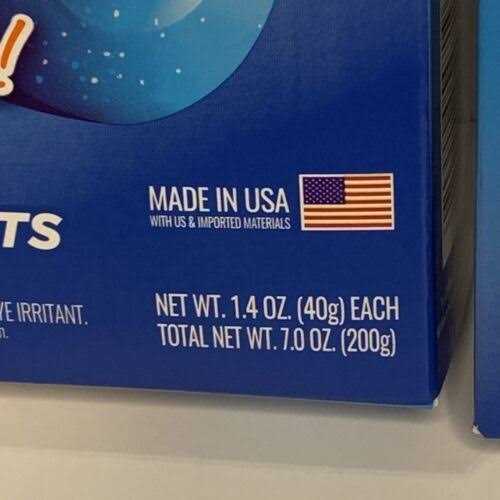 !
MADE IN USA
WITH US & IMPORTED MATERIALS
TS
YE IRRITANT.
NET WT. 1.4 OZ. (40g) EACH
TOTAL NET WT. 7.0 OZ. (200g)